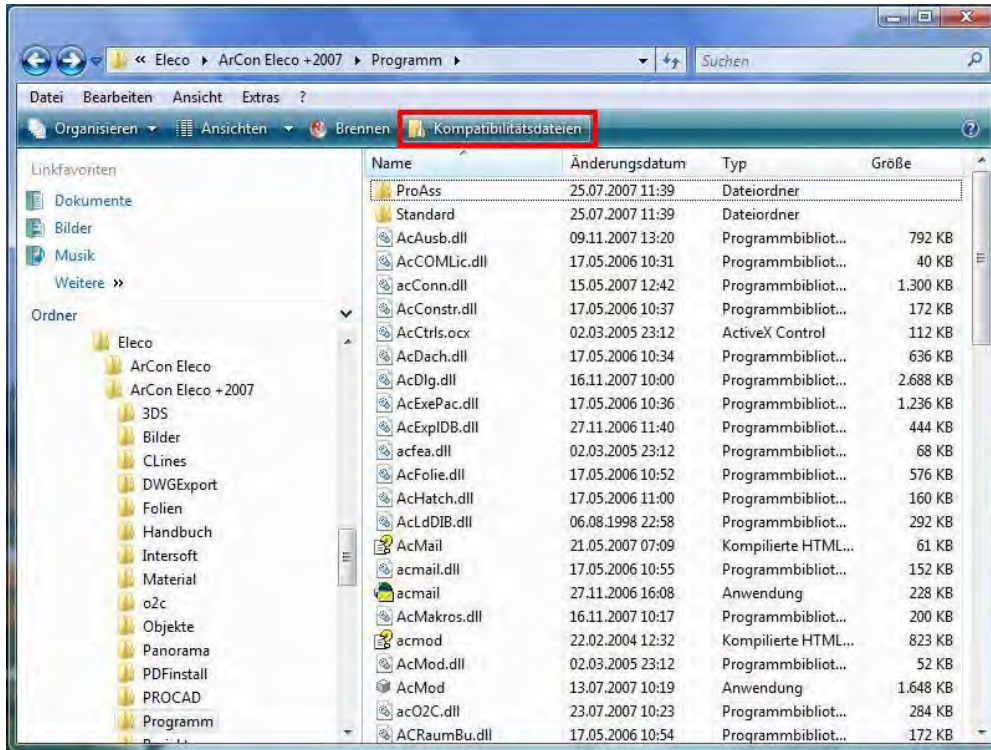 « Eleco ▸ ArCon Eleco +2007 ▸ Programm ▸ Suchen
Datei Bearbeiten Ansicht Extras ?
Organisieren Ansichten Brennen Kompatibilitätsdateien
Linkfavoriten
Dokumente
Bilder
Musik
Weitere »
Ordner
Eleco
ArCon Eleco
ArCon Eleco +2007
3DS
Bilder
CLines
DWGExport
Folien
Handbuch
Intersoft
Material
o2c
Objekte
Panorama
PDFinstall
PROCAD
Programm
Name Änderungsdatum Typ Größe
ProAss 25.07.2007 11:39 Dateiordner
Standard 25.07.2007 11:39 Dateiordner
AcAusb.dll 09.11.2007 13:20 Programmbibliot... 792 KB
AcCOMLic.dll 17.05.2006 10:31 Programmbibliot... 40 KB
acConn.dll 15.05.2007 12:42 Programmbibliot... 1.300 KB
AcConstr.dll 17.05.2006 10:37 Programmbibliot... 172 KB
AcCtrls.ocx 02.03.2005 23:12 ActiveX Control 112 KB
AcDach.dll 17.05.2006 10:34 Programmbibliot... 636 KB
AcDlg.dll 16.11.2007 10:00 Programmbibliot... 2.688 KB
AcExePac.dll 17.05.2006 10:36 Programmbibliot... 1.236 KB
AcExplDB.dll 27.11.2006 11:40 Programmbibliot... 444 KB
acfea.dll 02.03.2005 23:12 Programmbibliot... 68 KB
AcFolie.dll 17.05.2006 10:52 Programmbibliot... 576 KB
AcHatch.dll 17.05.2006 11:00 Programmbibliot... 160 KB
AcLdDIB.dll 06.08.1998 22:58 Programmbibliot... 292 KB
AcMail 21.05.2007 07:09 Kompilierte HTML... 61 KB
acmail.dll 17.05.2006 10:55 Programmbibliot... 152 KB
acmail 27.11.2006 16:08 Anwendung 228 KB
AcMakros.dll 16.11.2007 10:17 Programmbibliot... 200 KB
acmod 22.02.2004 12:32 Kompilierte HTML... 823 KB
AcMod.dll 02.03.2005 23:12 Programmbibliot... 52 KB
AcMod 13.07.2007 10:19 Anwendung 1.648 KB
acO2C.dll 23.07.2007 10:23 Programmbibliot... 284 KB
ACRaumBu.dll 17.05.2006 10:54 Programmbibliot... 172 KB